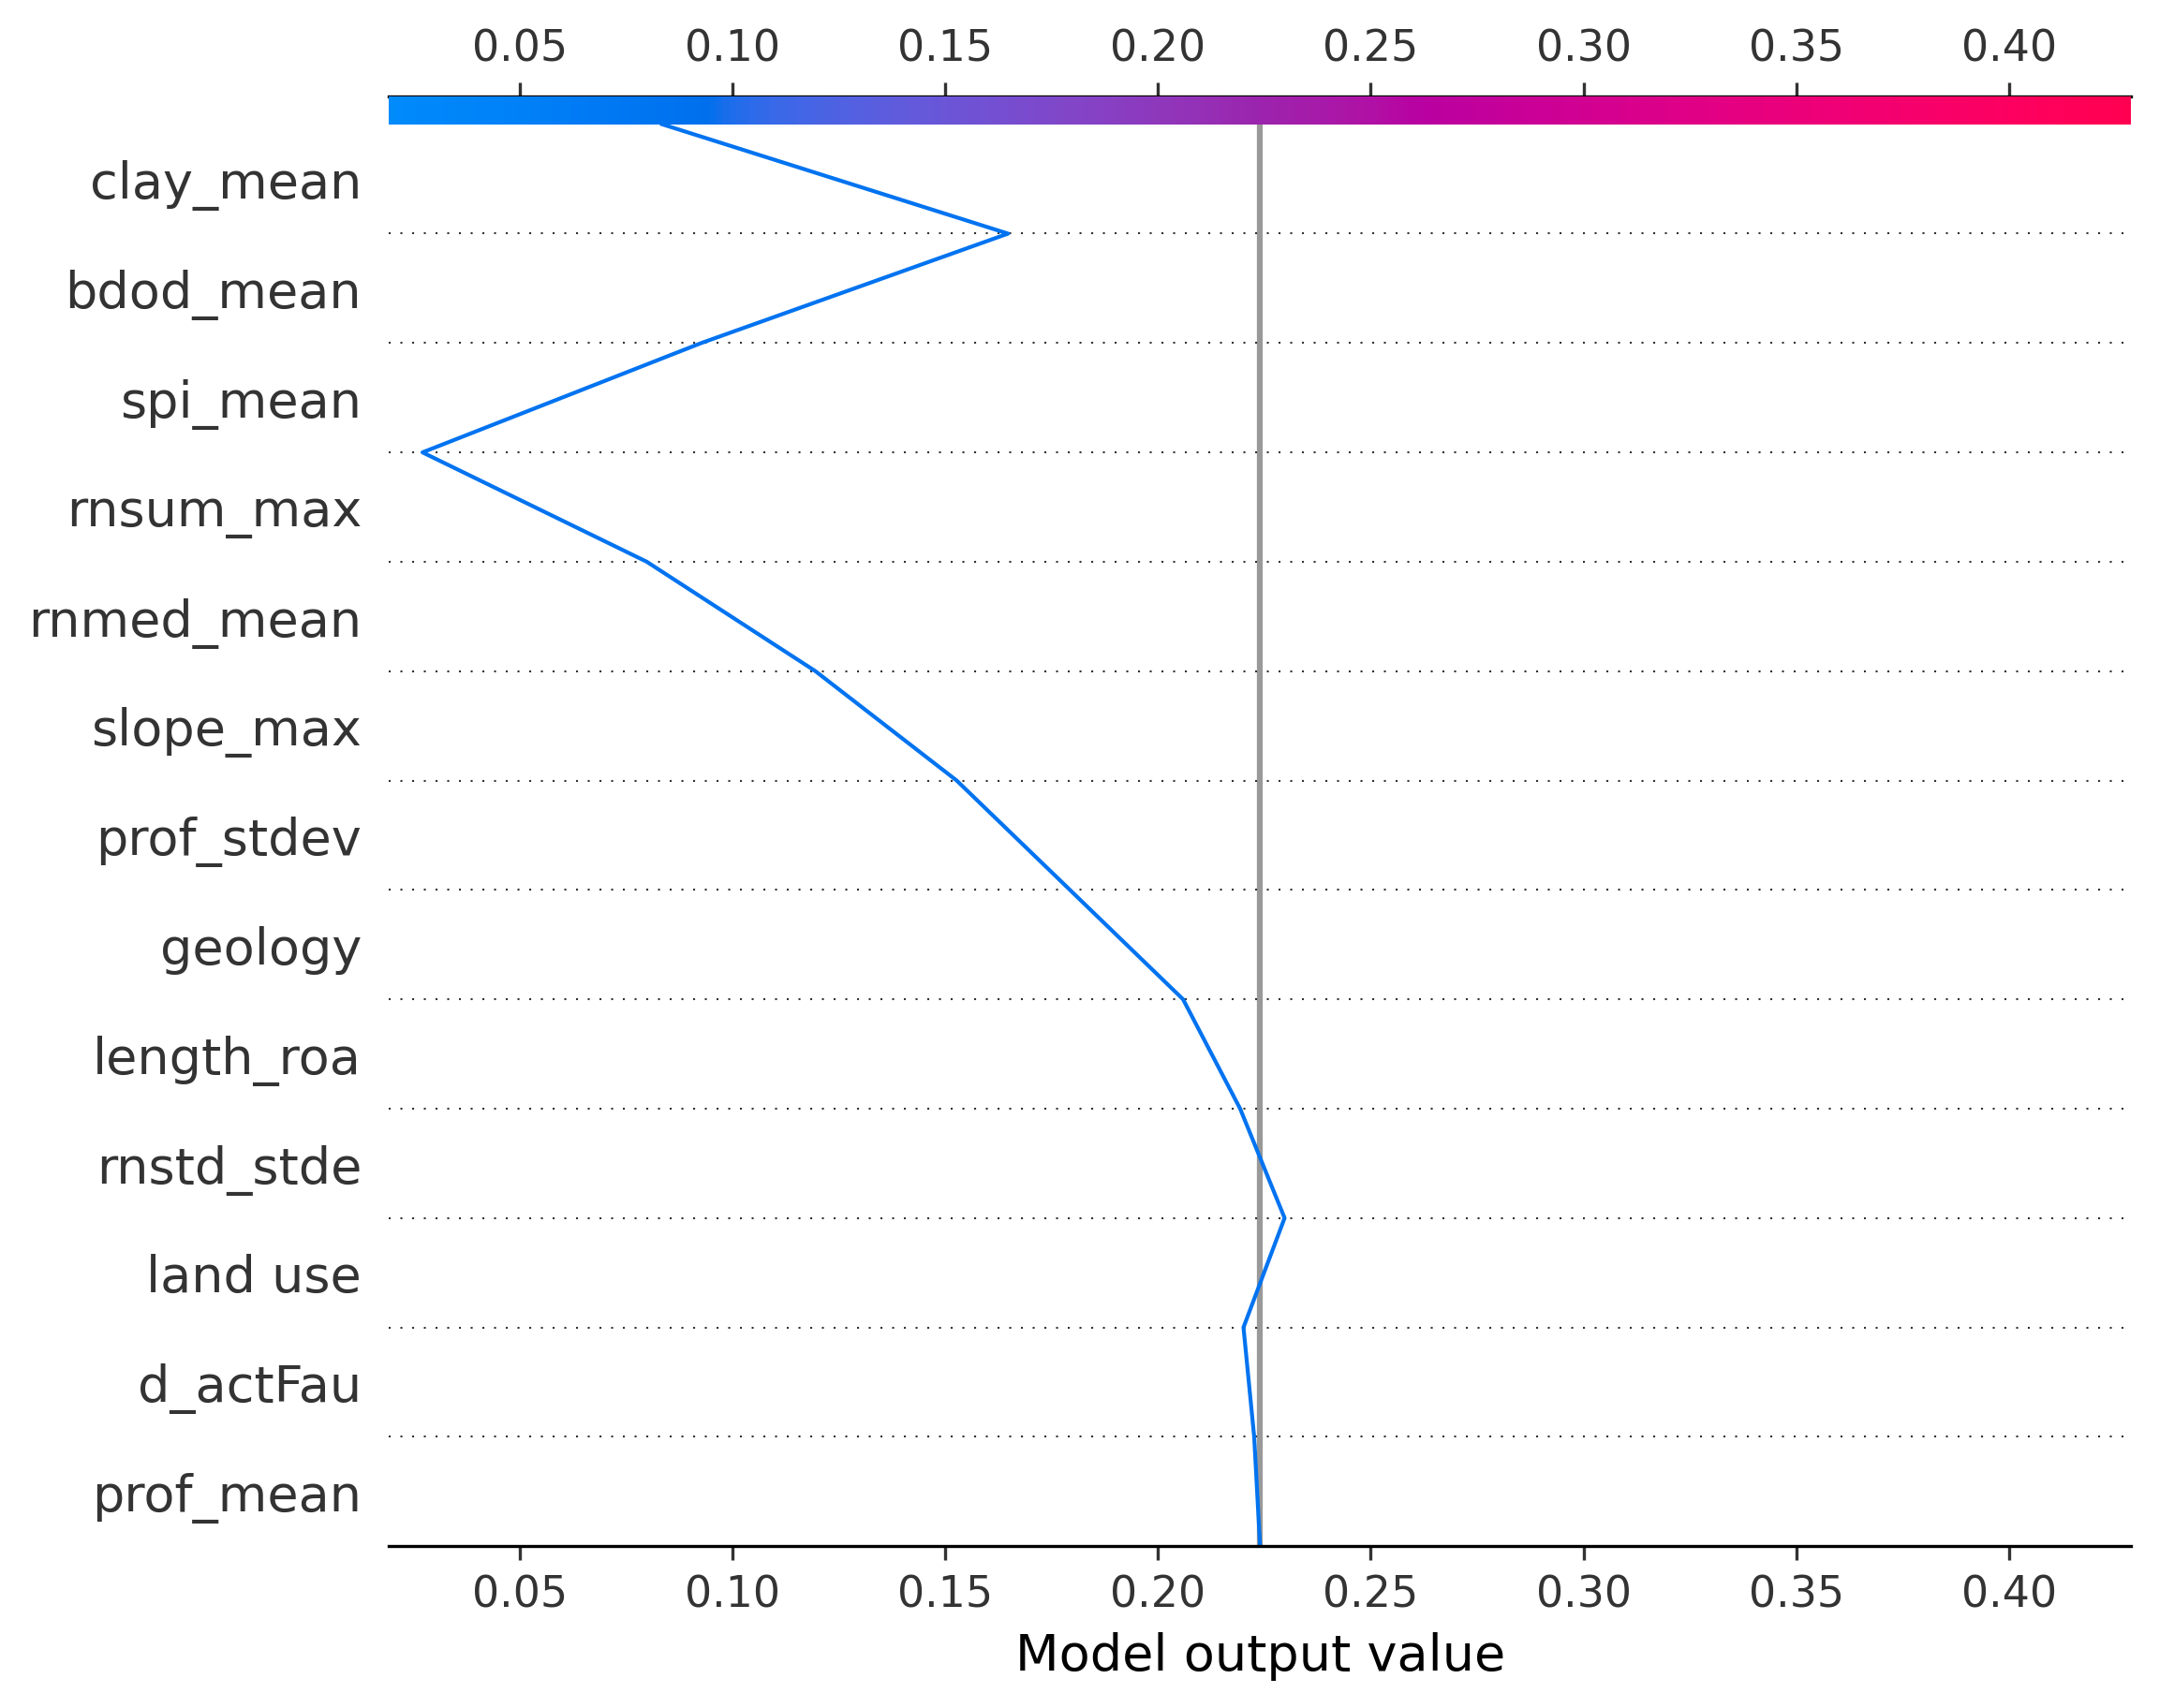 0.05 0.10 0.15 0.20 0.25 0.30 0.35 0.40
clay_mean
bdod_mean
spi_mean
rnsum_max
rnmed_mean
slope_max
prof_stdev
geology
length_roa
rnstd_stde
land use
d_actFau
prof_mean
0.05 0.10 0.15 0.20 0.25 0.30 0.35 0.40
Model output value